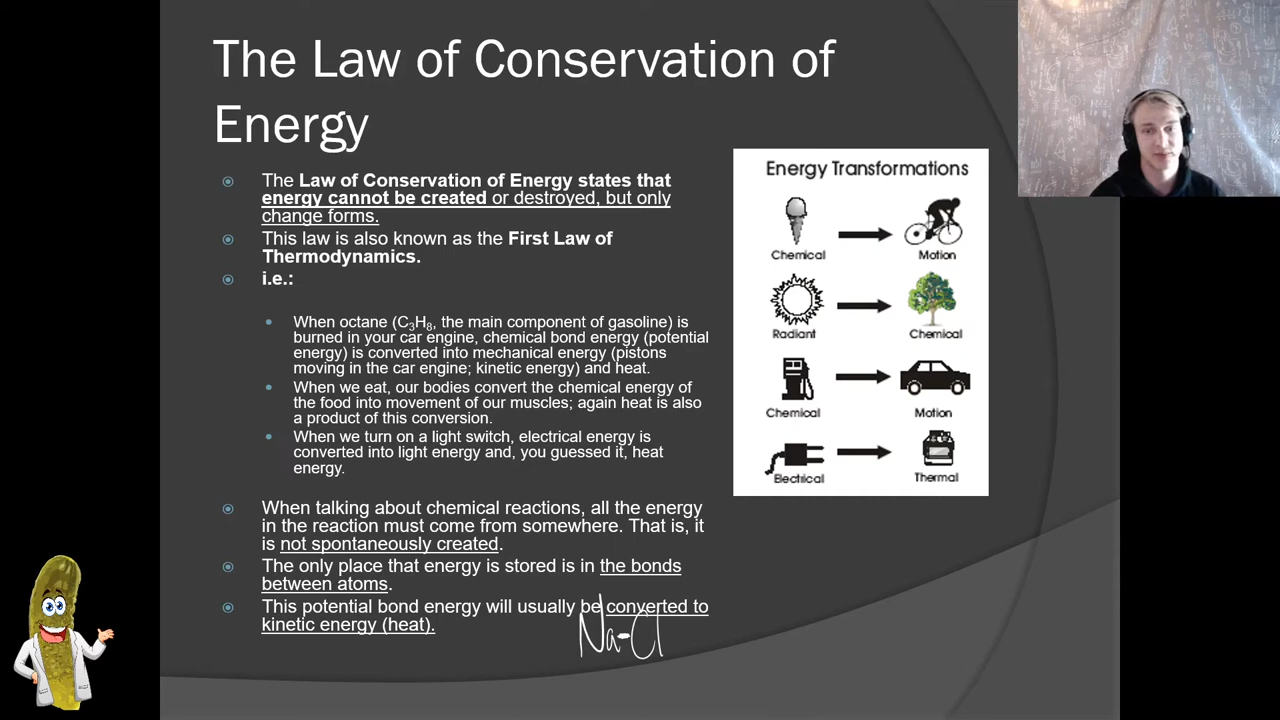 The Law of Conservation of
Energy
The Law of Conservation of Energy states that
energy cannot be created or destroyed, but only
change forms.
This law is also known as the First Law of
Thermodynamics.
i.e.:
When octane (C₃H₈, the main component of gasoline) is
burned in your car engine, chemical bond energy (potential
energy) is converted into mechanical energy (pistons
moving in the car engine; kinetic energy) and heat.
When we eat, our bodies convert the chemical energy of
the food into movement of our muscles; again heat is also
a product of this conversion.
When we turn on a light switch, electrical energy is
converted into light energy and, you guessed it, heat
energy.
When talking about chemical reactions, all the energy
in the reaction must come from somewhere. That is, it
is not spontaneously created.
The only place that energy is stored is in the bonds
between atoms.
This potential bond energy will usually be converted to
kinetic energy (heat).
Na-Cl
Energy Transformations
Chemical
Motion
Radiant
Chemical
Chemical
Motion
Electrical
Thermal